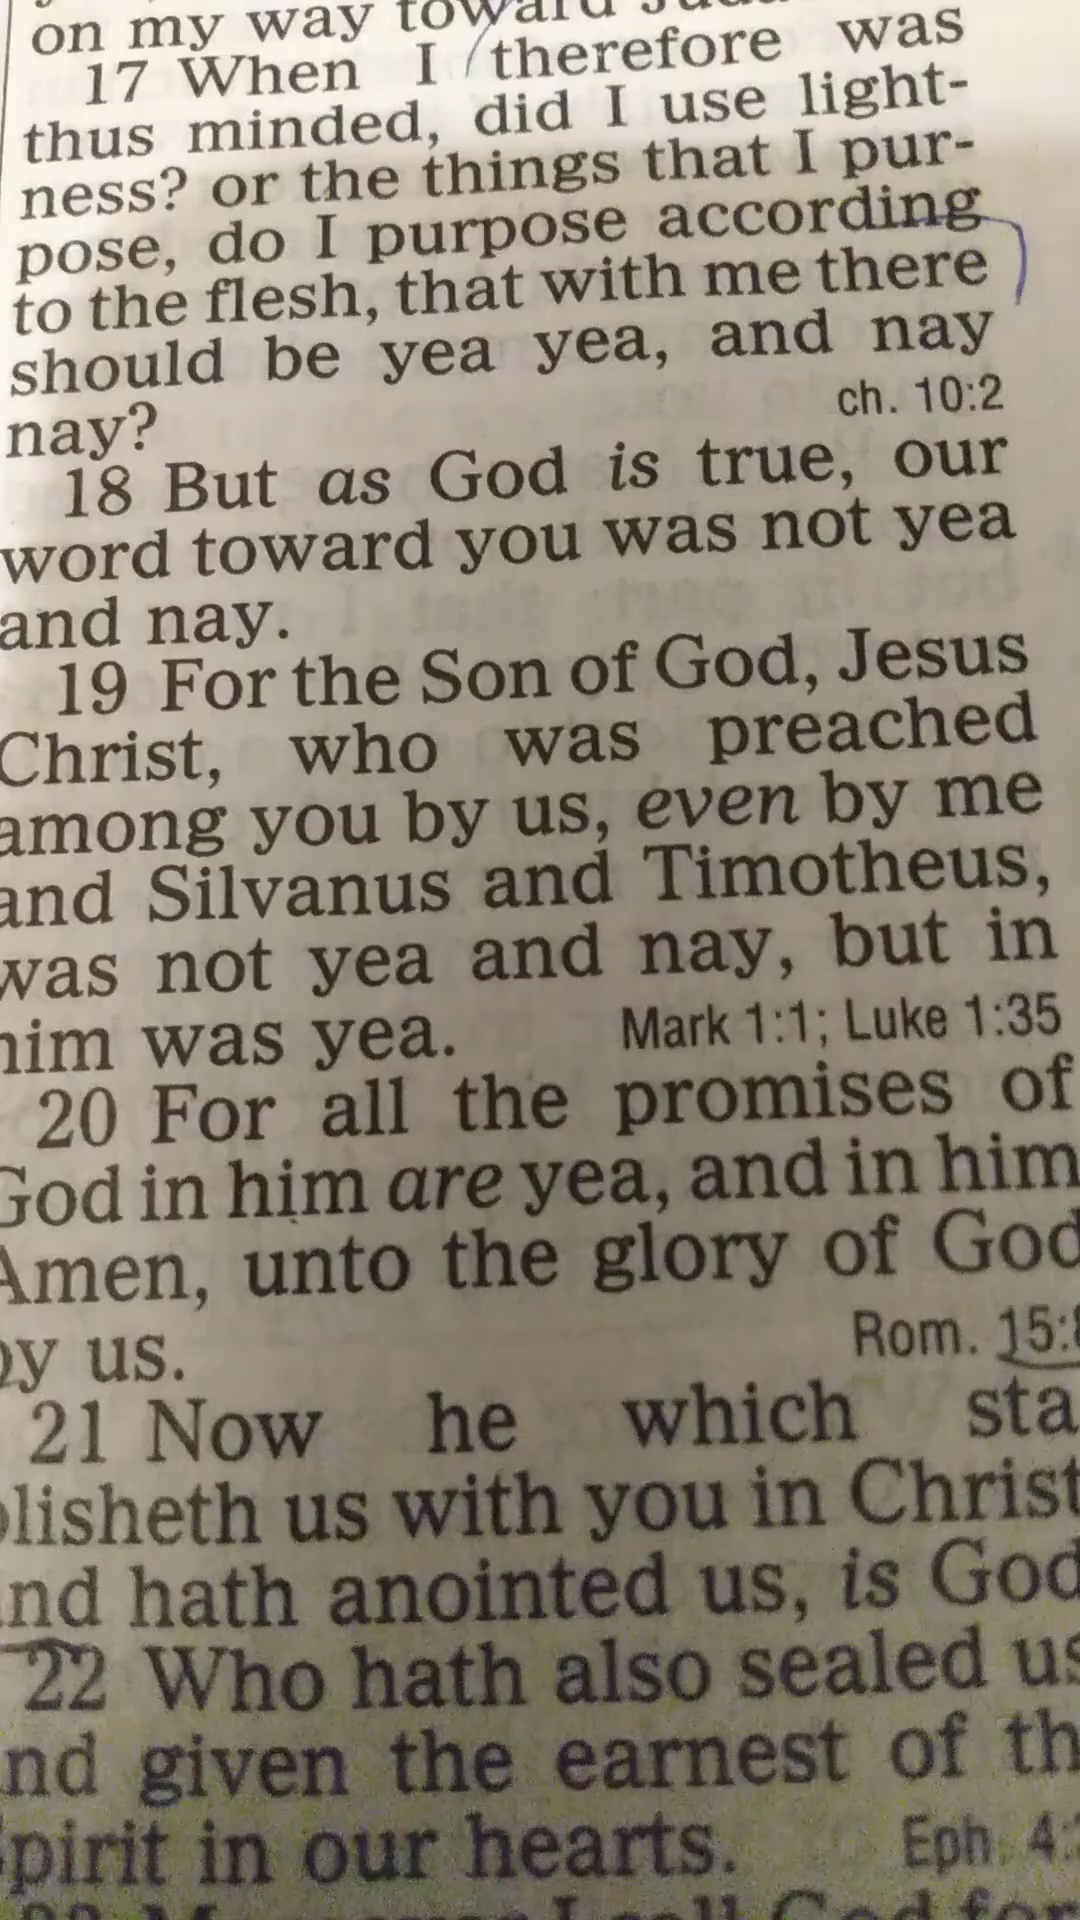 on my way toward
17 When I therefore was
thus minded, did I use light-
ness? or the things that I pur-
pose, do I purpose according
to the flesh, that with me there
should be yea yea, and nay
nay? ch. 10:2
18 But as God is true, our
word toward you was not yea
and nay.
19 For the Son of God, Jesus
Christ, who was preached
among you by us, even by me
and Silvanus and Timotheus,
was not yea and nay, but in
him was yea. Mark 1:1; Luke 1:35
20 For all the promises of
God in him are yea, and in him
Amen, unto the glory of God
by us. Rom. 15:
21 Now he which sta
blisheth us with you in Christ
and hath anointed us, is God
22 Who hath also sealed us
and given the earnest of th
Spirit in our hearts. Eph. 4:
I call God for